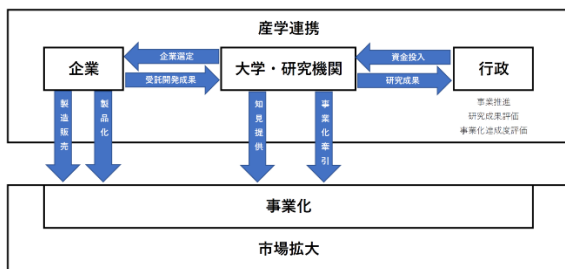 産学連携
企業選定
資金投入
企業
大学・研究機関
行政
受託開発成果
研究成果
製造販売
製品化
知見提供
事業化牽引
事業推進
研究成果評価
事業化達成度評価
事業化
市場拡大